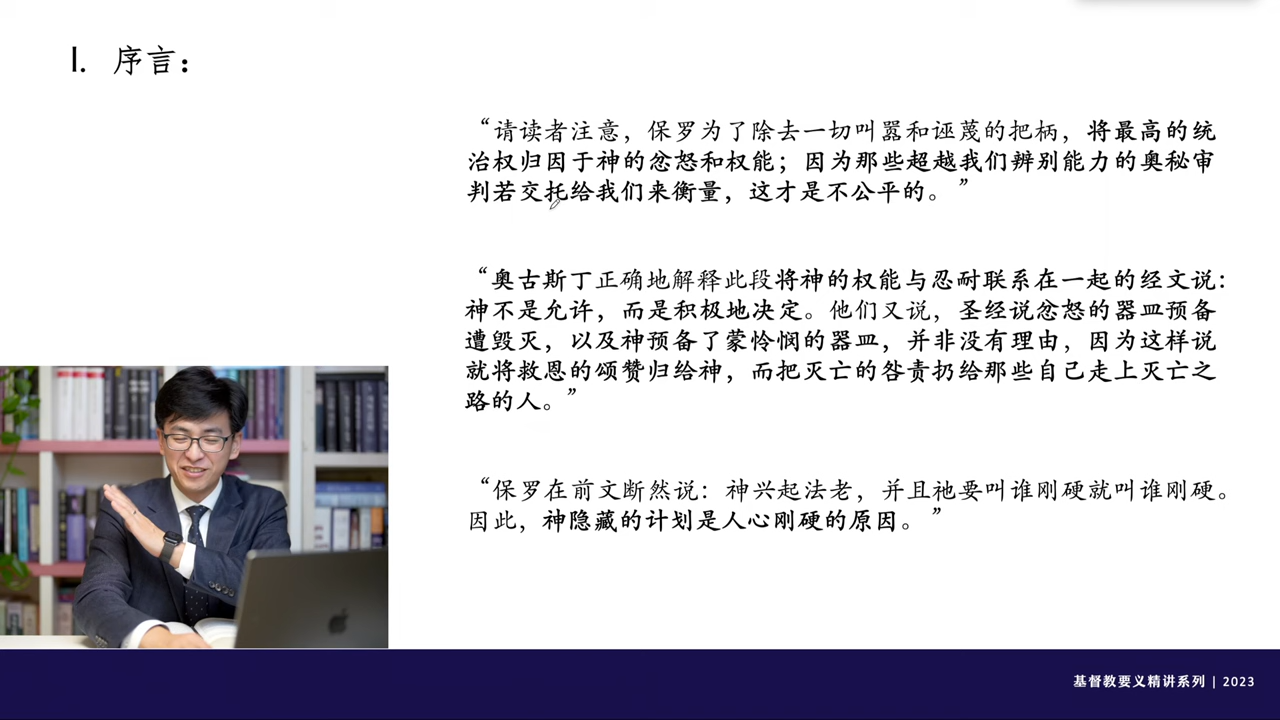 I. 序言：
“请读者注意，保罗为了除去一切叫嚣和诬蔑的把柄，将最高的统
治权归因于神的忿怒和权能；因为那些超越我们辨别能力的奥秘审
判若交托给我们来衡量，这才是不公平的。”
“奥古斯丁正确地解释此段将神的权能与忍耐联系在一起的经文说：
神不是允许，而是积极地决定。他们又说，圣经说忿怒的器皿预备
遭毁灭，以及神预备了蒙怜悯的器皿，并非没有理由，因为这样说
就将救恩的颂赞归给神，而把灭亡的咎责扔给那些自己走上灭亡之
路的人。”
“保罗在前文断然说：神兴起法老，并且祂要叫谁刚硬就叫谁刚硬。
因此，神隐藏的计划是人心刚硬的原因。”
基督教要义精讲系列 | 2023